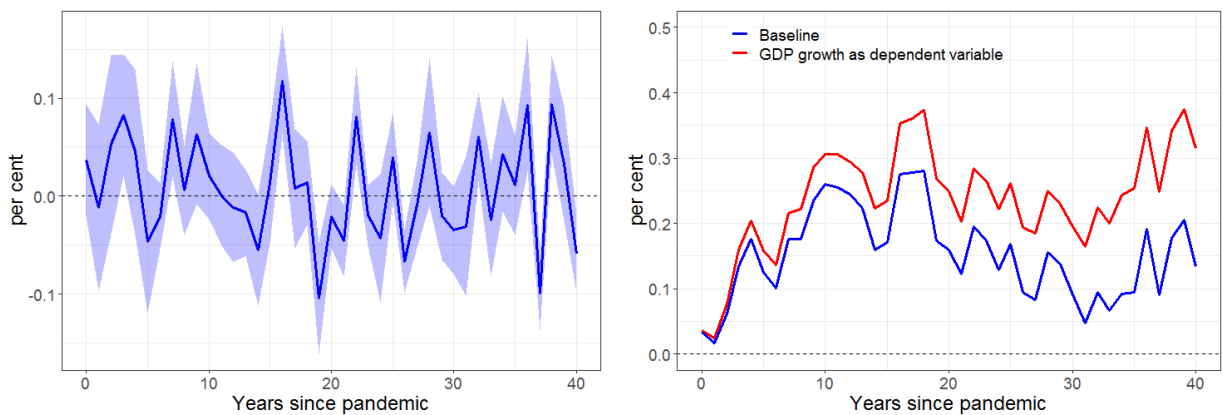 per cent
0.1
0.0
-0.1
0 10 20 30 40
Years since pandemic
per cent
0.5
0.4
0.3
0.2
0.1
0.0
Baseline
GDP growth as dependent variable
0 10 20 30 40
Years since pandemic